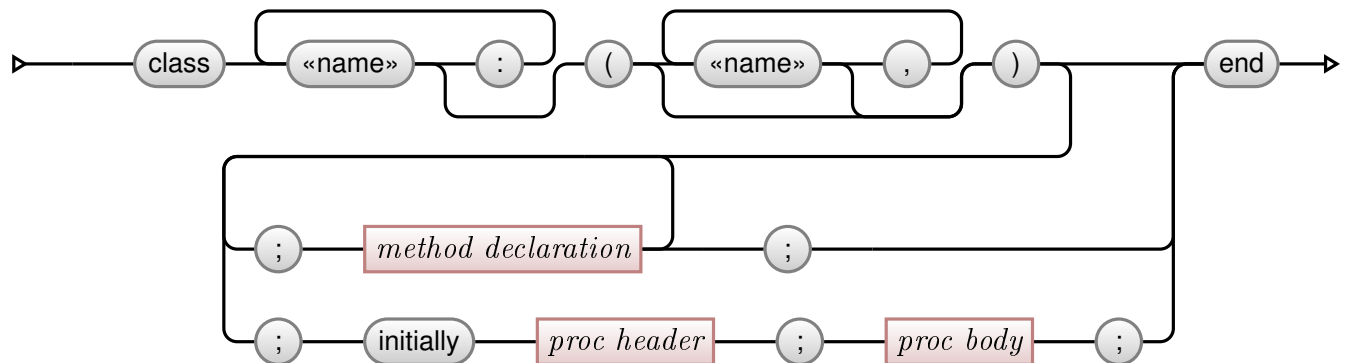 class «name» : ( «name» , ) end
; method declaration ;
; initially proc header ; proc body ;